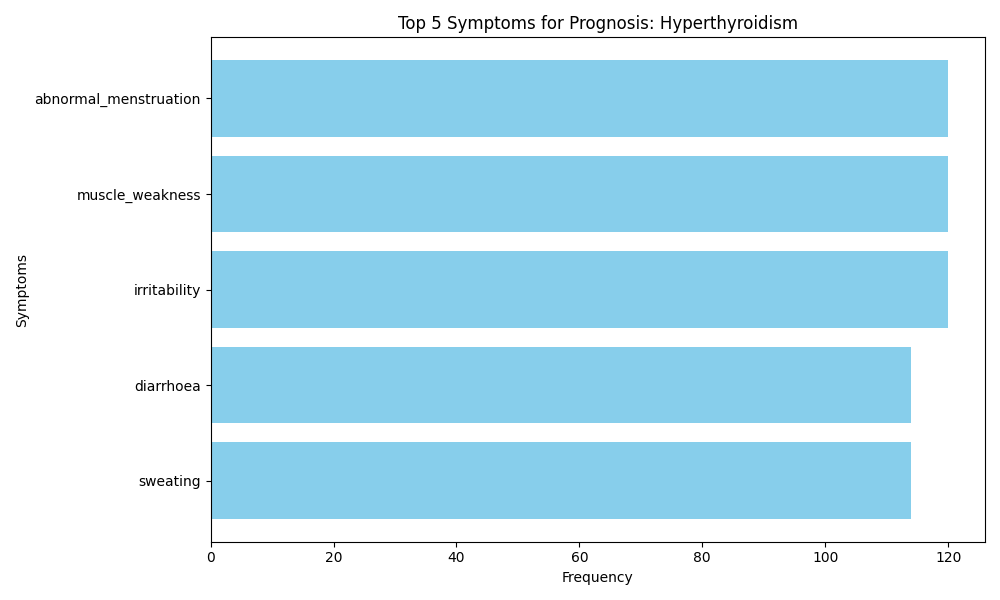 Top 5 Symptoms for Prognosis: Hyperthyroidism
Symptoms
abnormal_menstruation
muscle_weakness
irritability
diarrhoea
sweating
0 20 40 60 80 100 120
Frequency